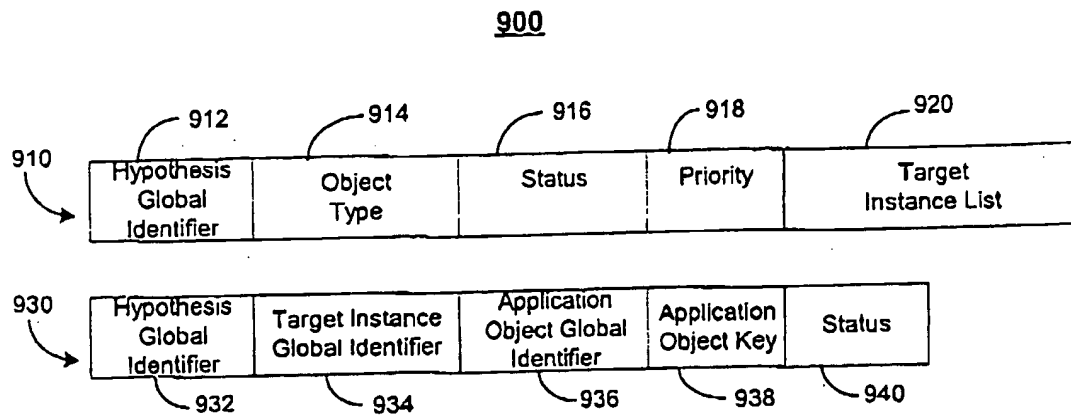 900
912
914
916
918
920
910
Hypothesis
Global
Identifier
Object
Type
Status
Priority
Target
Instance List
930
Hypothesis
Global
Identifier
Target Instance
Global Identifier
Application
Object Global
Identifier
Application
Object Key
Status
932
934
936
938
940